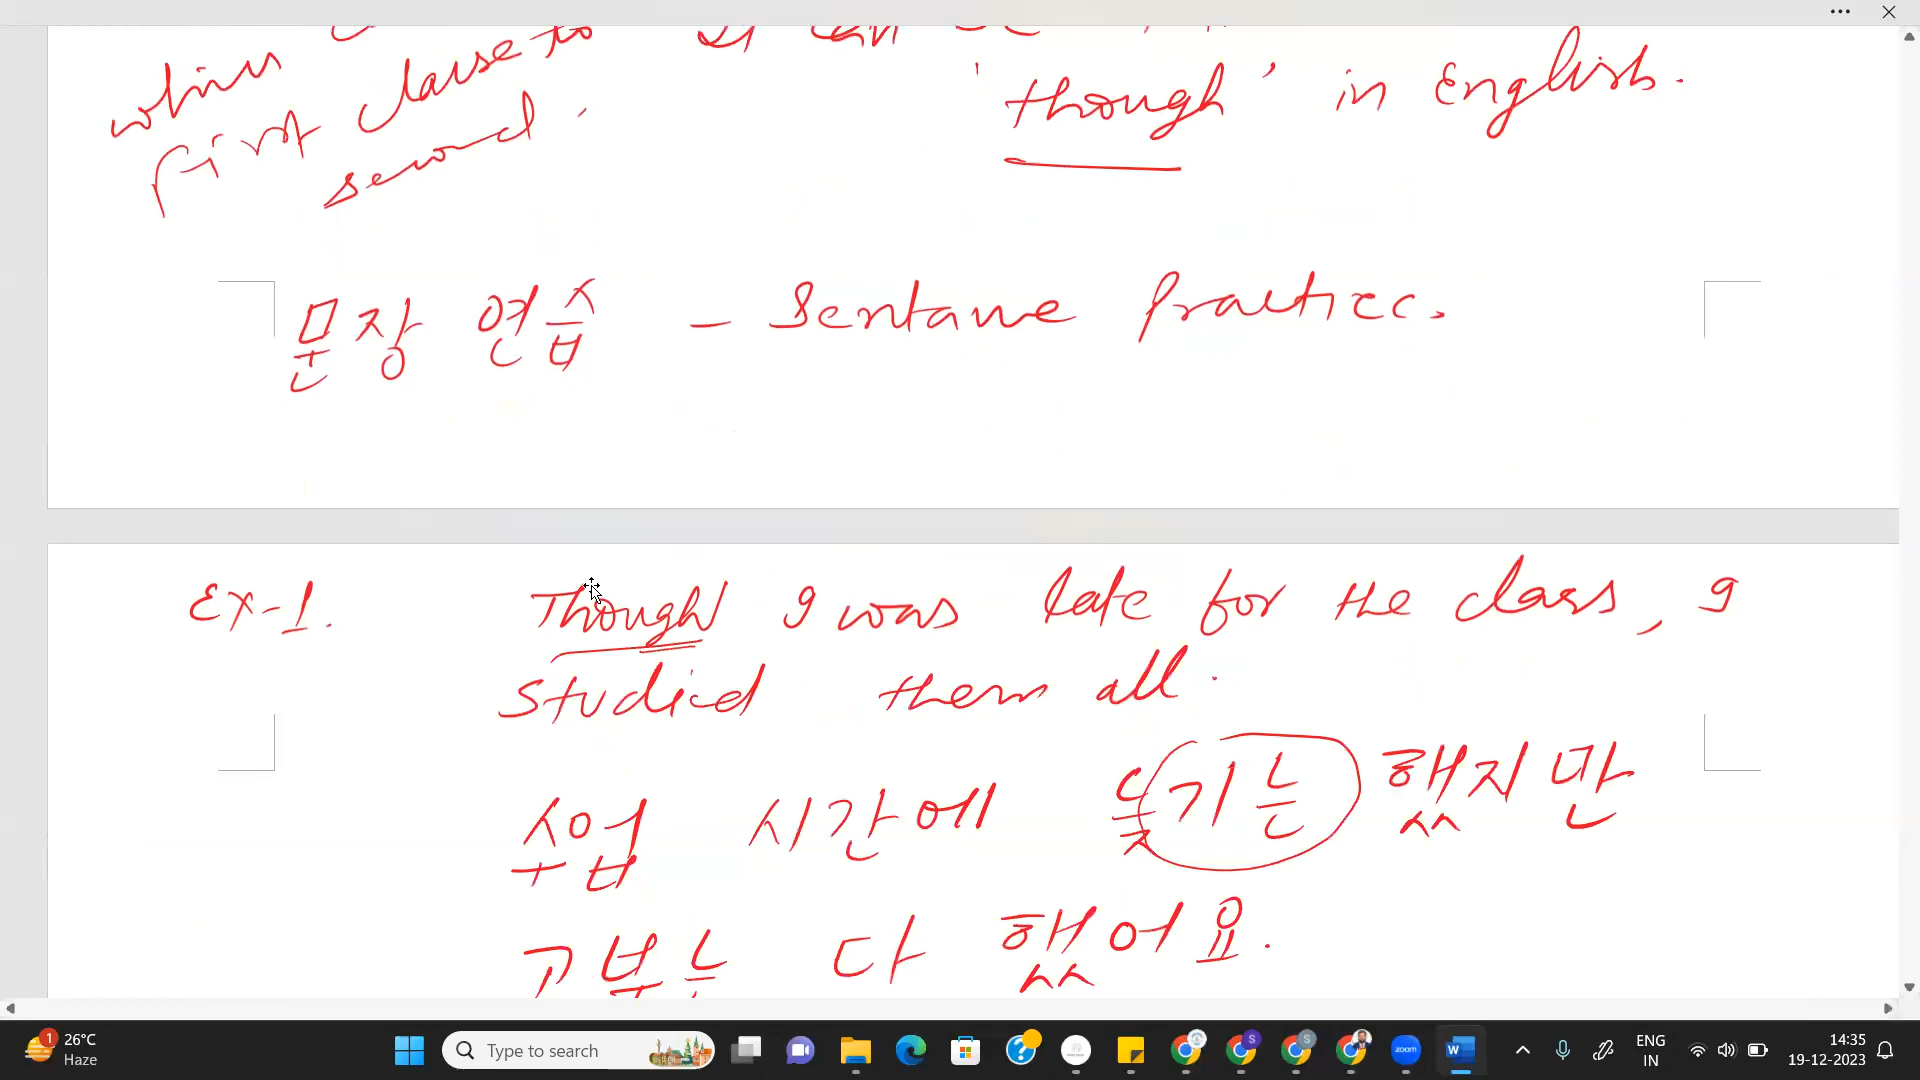 first clause to
second.
'though' in English.
문장 연습 - Sentance Practice.
Ex-1. Though I was late for the class, I
studied them all.
수업 시간에 늦기는 했지만
공부는 다 했어요.
26°C
Haze
Type to search
zoom
ENG
IN
14:35
19-12-2023